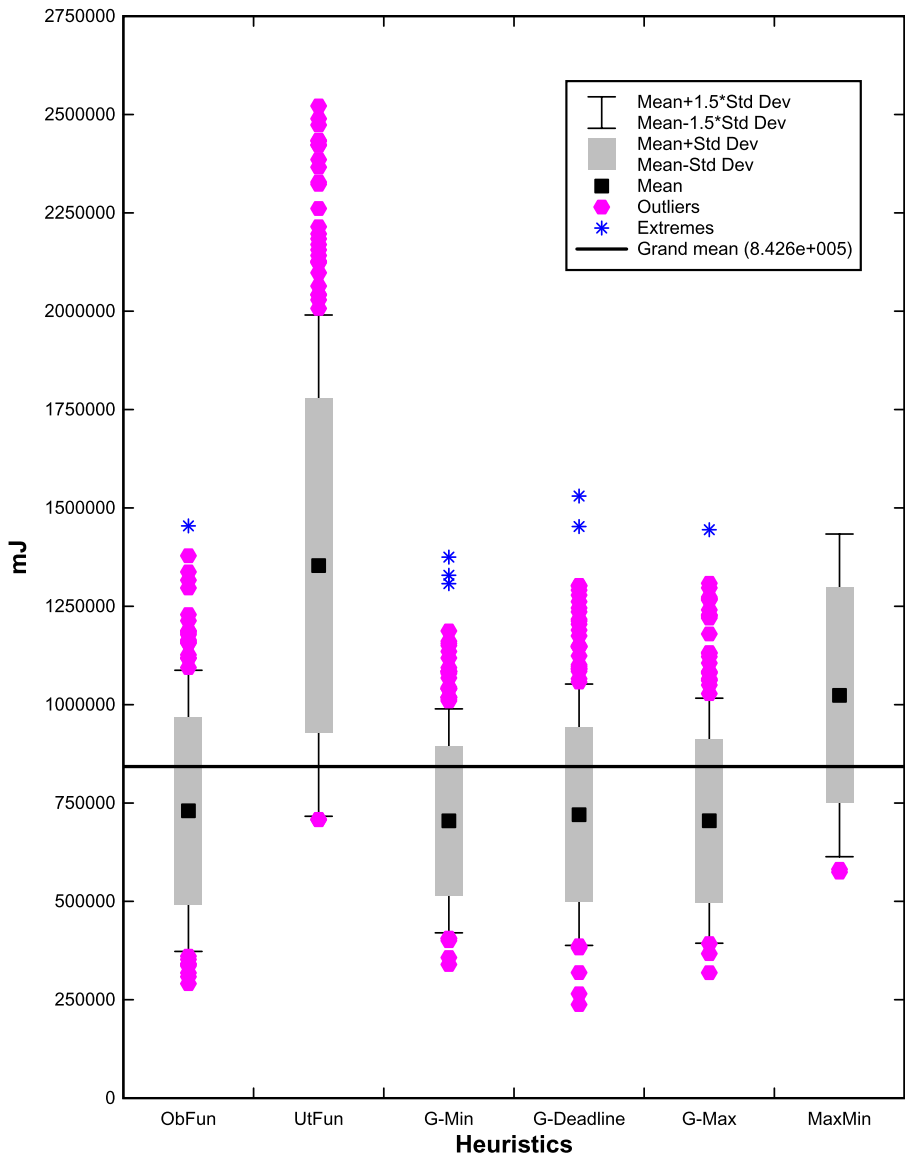 2750000
2500000
2250000
2000000
1750000
1500000
1250000
1000000
750000
500000
250000
0
mJ
Mean+1.5*Std Dev
Mean-1.5*Std Dev
Mean+Std Dev
Mean-Std Dev
Mean
Outliers
Extremes
Grand mean (8.426e+005)
ObFun UtFun G-Min G-Deadline G-Max MaxMin
Heuristics